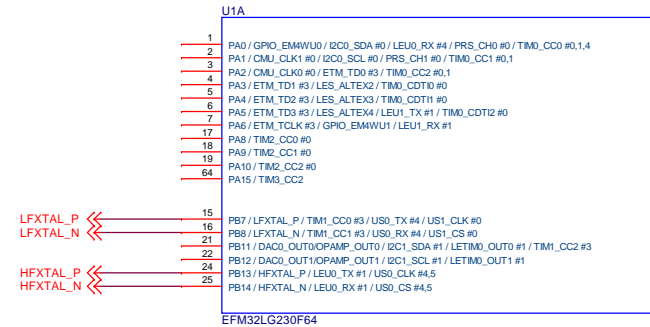 U1A
1 PA0 / GPIO_EM4WU0 / I2C0_SDA #0 / LEU0_RX #4 / PRS_CH0 #0 / TIM0_CC0 #0,1,4
2 PA1 / CMU_CLK1 #0 / I2C0_SCL #0 / PRS_CH1 #0 / TIM0_CC1 #0,1
3 PA2 / CMU_CLK0 #0 / ETM_TD0 #3 / TIM0_CC2 #0,1
4 PA3 / ETM_TD1 #3 / LES_ALTEX2 / TIM0_CDTI0 #0
5 PA4 / ETM_TD2 #3 / LES_ALTEX3 / TIM0_CDTI1 #0
6 PA5 / ETM_TD3 #3 / LES_ALTEX4 / LEU1_TX #1 / TIM0_CDTI2 #0
7 PA6 / ETM_TCLK #3 / GPIO_EM4WU1 / LEU1_RX #1
17 PA8 / TIM2_CC0 #0
18 PA9 / TIM2_CC1 #0
19 PA10 / TIM2_CC2 #0
64 PA15 / TIM3_CC2
LFXTAL_P 15 PB7 / LFXTAL_P / TIM1_CC0 #3 / US0_TX #4 / US1_CLK #0
LFXTAL_N 16 PB8 / LFXTAL_N / TIM1_CC1 #3 / US0_RX #4 / US1_CS #0
21 PB11 / DAC0_OUT0/OPAMP_OUT0 / I2C1_SDA #1 / LETIM0_OUT0 #1 / TIM1_CC2 #3
22 PB12 / DAC0_OUT1/OPAMP_OUT1 / I2C1_SCL #1 / LETIM0_OUT1 #1
HFXTAL_P 24 PB13 / HFXTAL_P / LEU0_TX #1 / US0_CLK #4,5
HFXTAL_N 25 PB14 / HFXTAL_N / LEU0_RX #1 / US0_CS #4,5
EFM32LG230F64